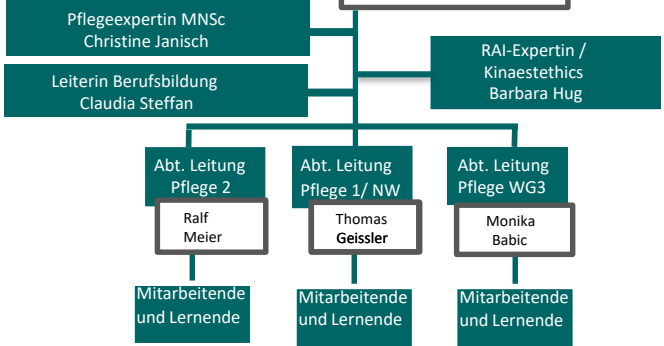 Pflegeexpertin MNSc
Christine Janisch
RAI-Expertin /
Kinaestethics
Barbara Hug
Leiterin Berufsbildung
Claudia Steffan
Abt. Leitung
Pflege 2
Ralf
Meier
Mitarbeitende
und Lernende
Abt. Leitung
Pflege 1/ NW
Thomas
Geissler
Mitarbeitende
und Lernende
Abt. Leitung
Pflege WG3
Monika
Babic
Mitarbeitende
und Lernende